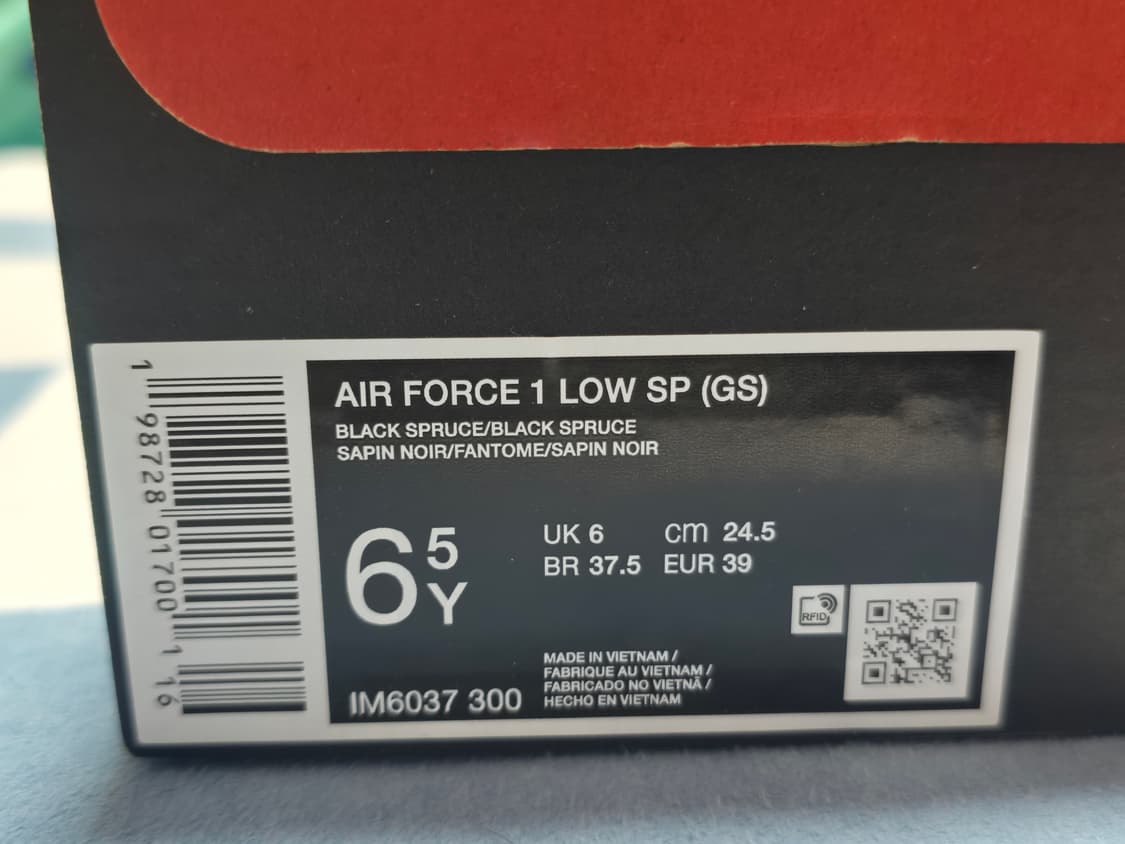 1 98728 01700 1 16
AIR FORCE 1 LOW SP (GS)
BLACK SPRUCE/BLACK SPRUCE
SAPIN NOIR/FANTOME/SAPIN NOIR
6 5 Y
UK 6 cm 24.5
BR 37.5 EUR 39
RFID
IM6037 300
MADE IN VIETNAM /
FABRIQUE AU VIETNAM /
FABRICADO NO VIETNÃ /
HECHO EN VIETNAM